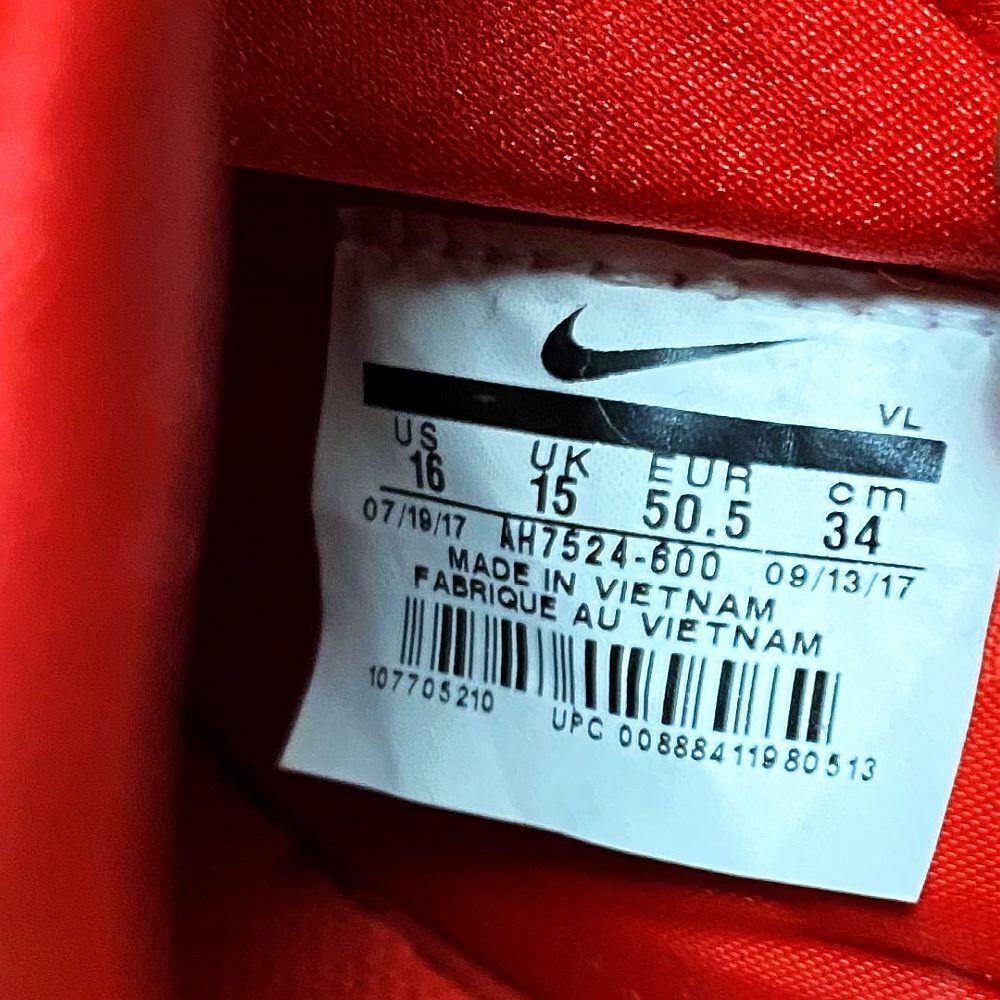 VL
US UK EUR cm
16 15 50.5 34
07/19/17 AH7524-600 09/13/17
MADE IN VIETNAM
FABRIQUE AU VIETNAM
107705210
UPC 00888411980513